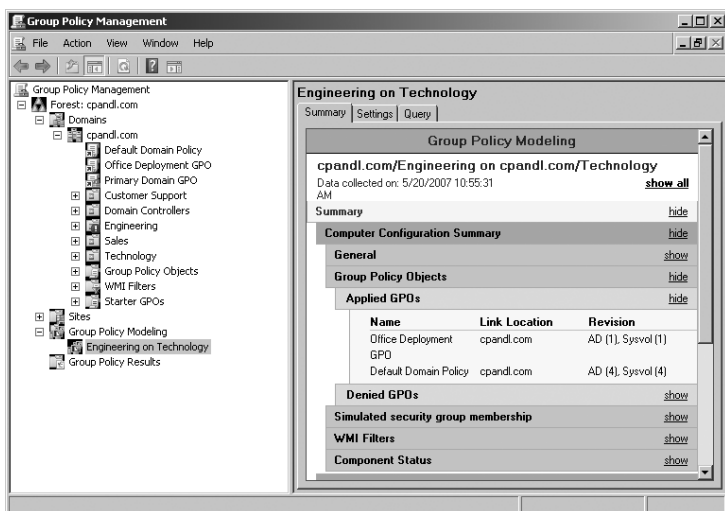 Group Policy Management
File Action View Window Help
Group Policy Management
Forest: cpandl.com
Domains
cpandl.com
Default Domain Policy
Office Deployment GPO
Primary Domain GPO
Customer Support
Domain Controllers
Engineering
Sales
Technology
Group Policy Objects
WMI Filters
Starter GPOs
Sites
Group Policy Modeling
Engineering on Technology
Group Policy Results
Engineering on Technology
Summary Settings Query
Group Policy Modeling
cpandl.com/Engineering on cpandl.com/Technology
Data collected on: 5/20/2007 10:55:31 show all
AM
Summary hide
Computer Configuration Summary hide
General show
Group Policy Objects hide
Applied GPOs hide
Name Link Location Revision
Office Deployment cpandl.com AD (1), Sysvol (1)
GPO
Default Domain Policy cpandl.com AD (4), Sysvol (4)
Denied GPOs show
Simulated security group membership show
WMI Filters show
Component Status show